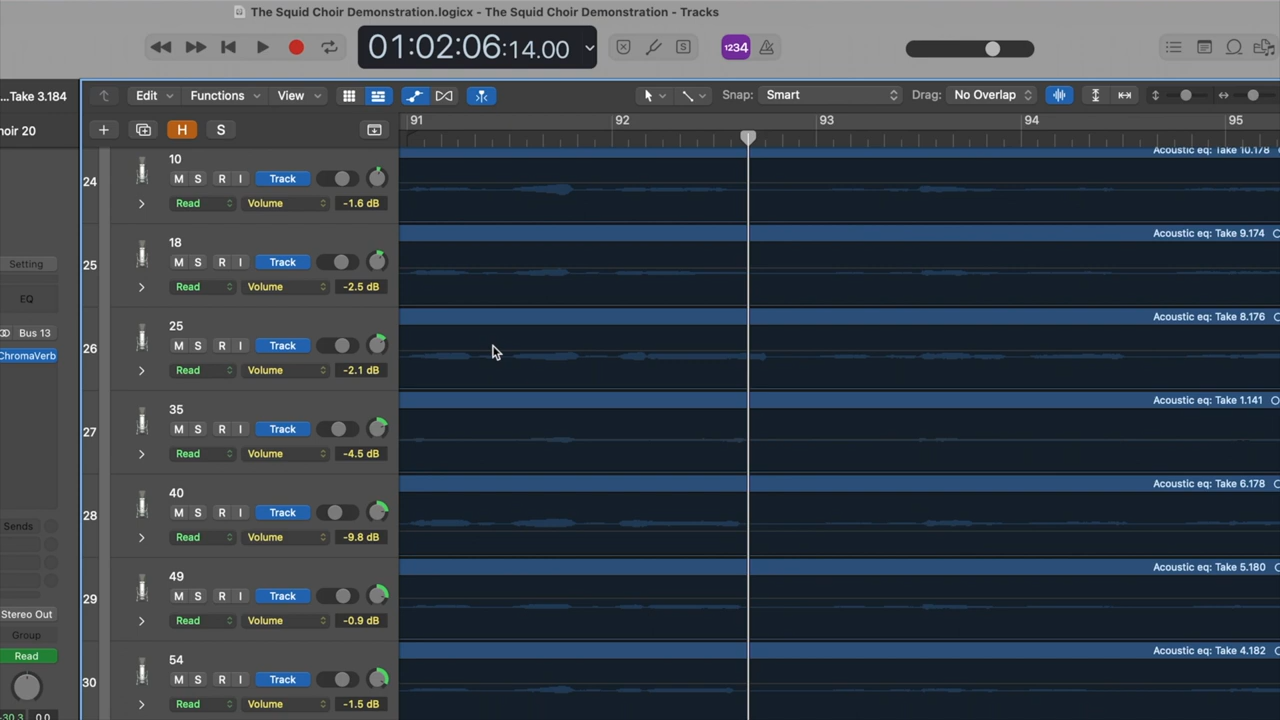 The Squid Choir Demonstration.logicx - The Squid Choir Demonstration - Tracks
01:02:06:14.00
S
1234
...Take 3.184
Edit
Functions
View
Snap:
Smart
Drag:
No Overlap
oir 20
H
S
91
92
93
94
95
24
10
M S R I
Track
Read
Volume
-1.6 dB
Acoustic eq: Take 10.178
25
18
M S R I
Track
Read
Volume
-2.5 dB
Acoustic eq: Take 9.174
Setting
EQ
Bus 13
ChromaVerb
26
25
M S R I
Track
Read
Volume
-2.1 dB
Acoustic eq: Take 8.176
27
35
M S R I
Track
Read
Volume
-4.5 dB
Acoustic eq: Take 1.141
28
40
M S R I
Track
Read
Volume
-9.8 dB
Acoustic eq: Take 6.178
Sends
29
49
M S R I
Track
Read
Volume
-0.9 dB
Acoustic eq: Take 5.180
Stereo Out
Group
Read
30
54
M S R I
Track
Read
Volume
-1.5 dB
Acoustic eq: Take 4.182
-30.3
0.0